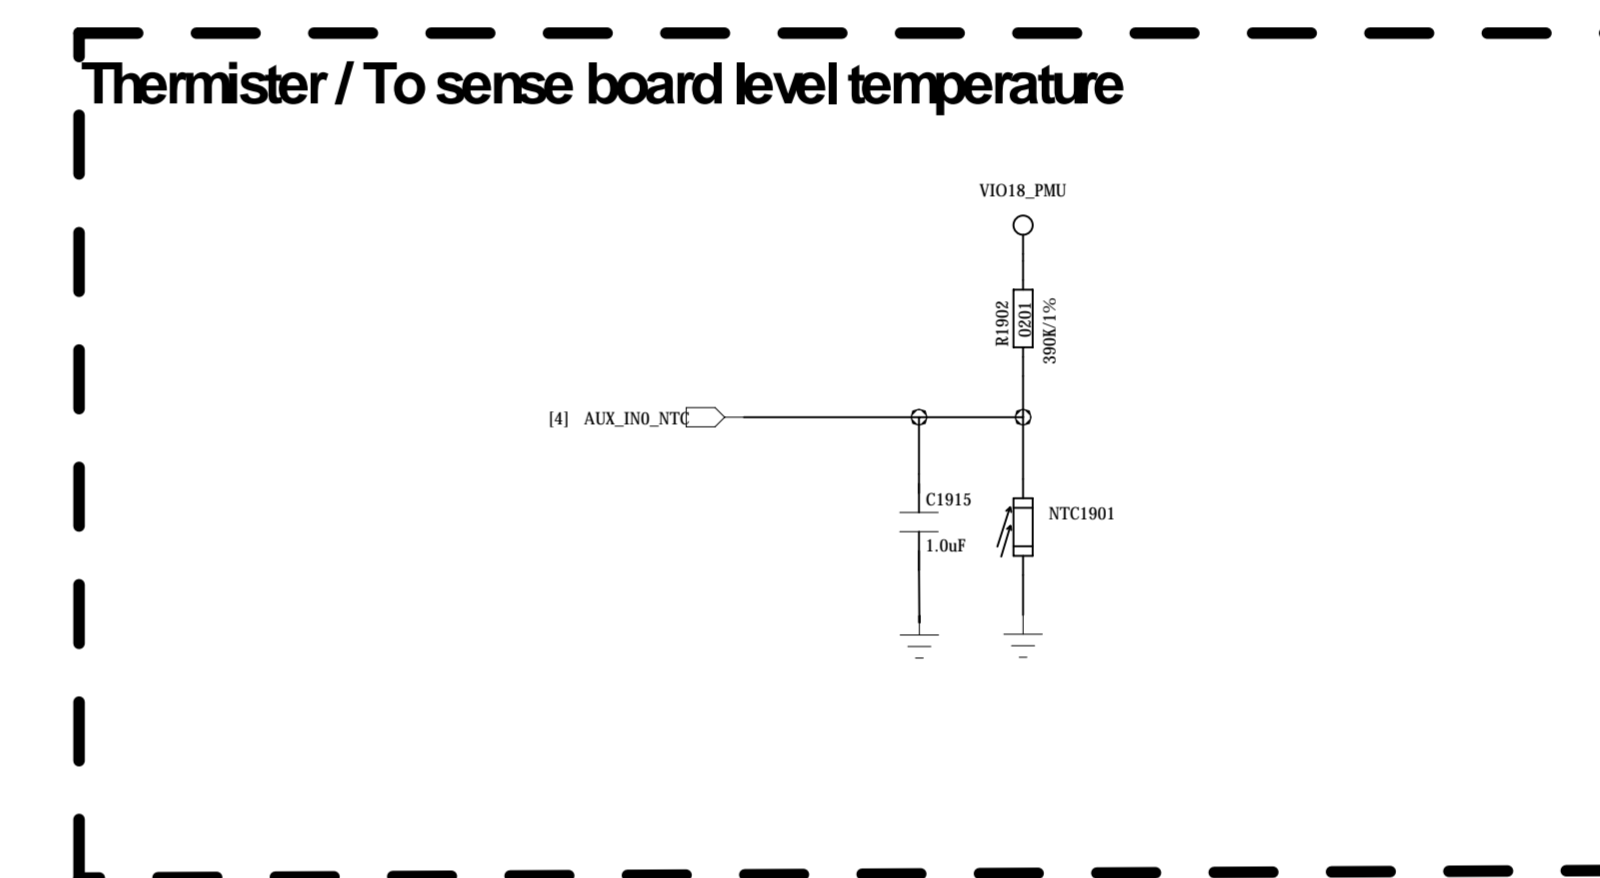 Thermister / To sense board level temperature
VIO18_PMU
R1902
0201
390K/1%
[4] AUX_IN0_NTC
C1915
NTC1901
1.0uF